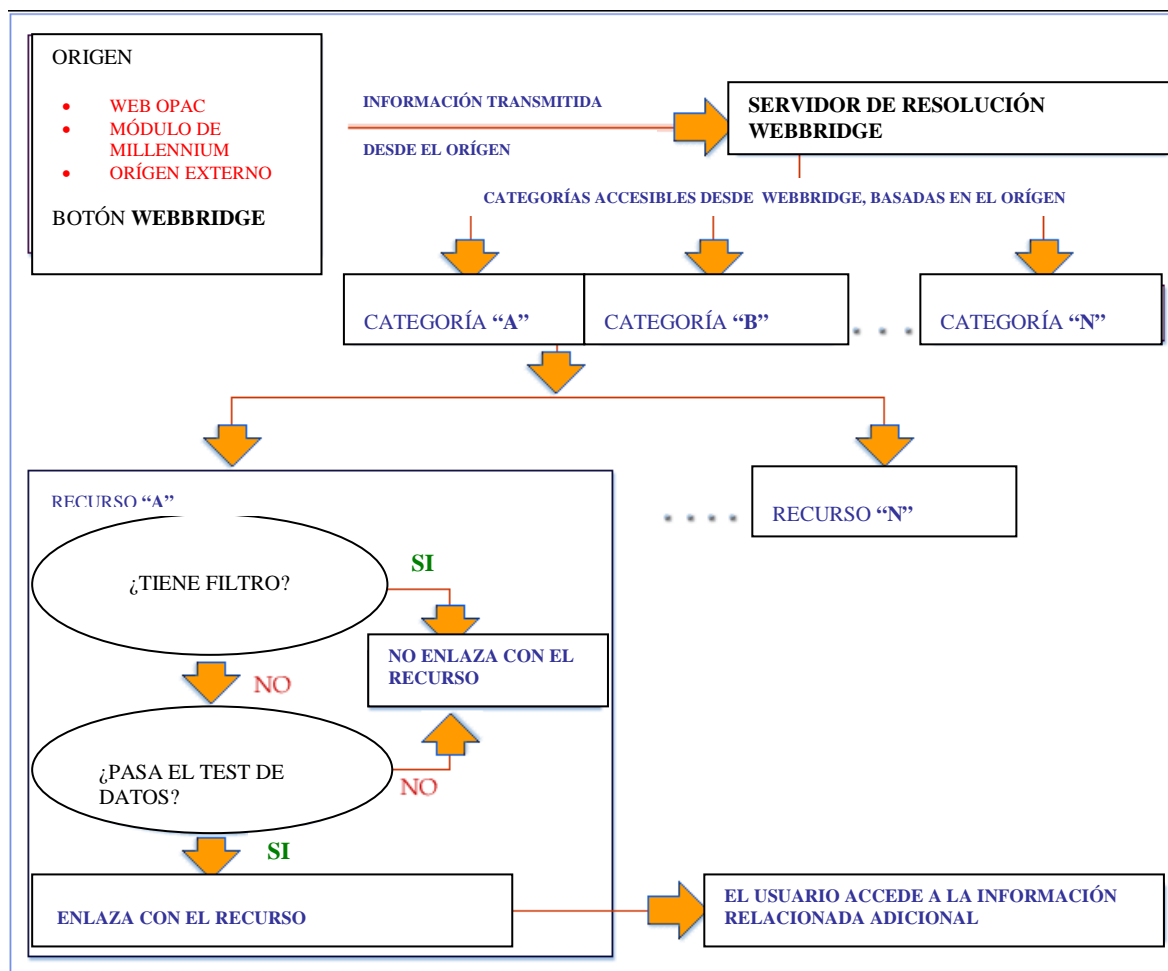 ORIGEN
WEB OPAC
MÓDULO DE
MILLENNIUM
ORÍGEN EXTERNO
BOTÓN WEBBRIDGE
INFORMACIÓN TRANSMITIDA
DESDE EL ORÍGEN
SERVIDOR DE RESOLUCIÓN
WEBBRIDGE
CATEGORÍAS ACCESIBLES DESDE WEBBRIDGE, BASADAS EN EL ORÍGEN
CATEGORÍA “A”
CATEGORÍA “B”
CATEGORÍA “N”
RECURSO “A”
RECURSO “N”
¿TIENE FILTRO?
SI
NO ENLAZA CON EL
RECURSO
NO
¿PASA EL TEST DE
DATOS?
NO
SI
ENLAZA CON EL RECURSO
EL USUARIO ACCEDE A LA INFORMACIÓN
RELACIONADA ADICIONAL